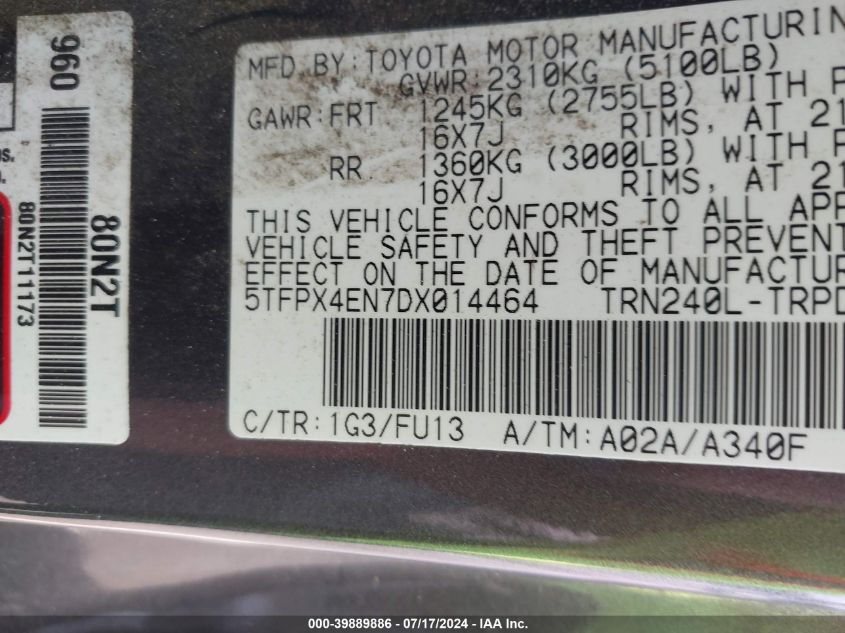 960
80N2T
80N2T11173
MFD. BY: TOYOTA MOTOR MANUFACTURIN
GVWR 2310KG (5100LB)
GAWR: FRT 1245KG (2755LB) WITH P
16X7J RIMS, AT 21
RR 1360KG (3000LB) WITH P
16X7J RIMS, AT 21
THIS VEHICLE CONFORMS TO ALL APP
VEHICLE SAFETY AND THEFT PREVENT
EFFECT ON THE DATE OF MANUFACTUR
5TFPX4EN7DX014464 TRN240L-TRPD
C/TR: 1G3/FU13 A/TM: A02A/A340F
000-39889886 / 07/17/2024 - IAA Inc.